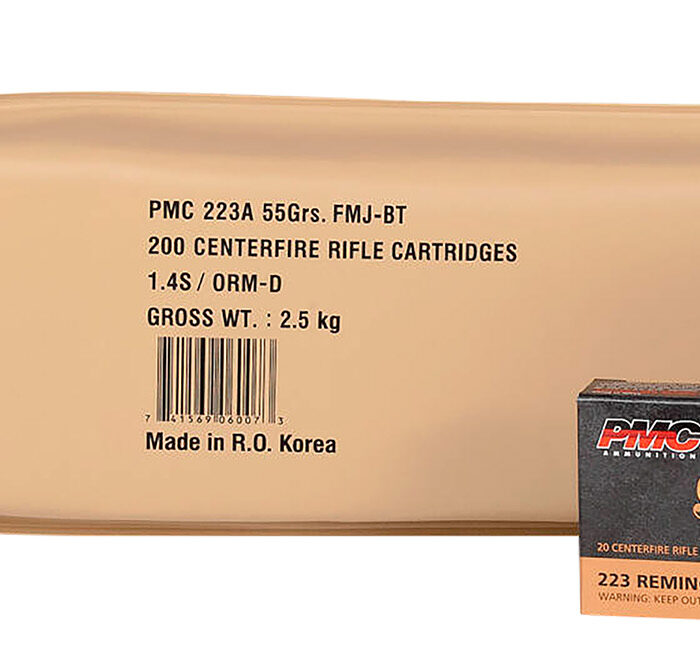 PMC 223A 55Grs. FMJ-BT
200 CENTERFIRE RIFLE CARTRIDGES
1.4S / ORM-D
GROSS WT. : 2.5 kg
7 41569 06007 3
Made in R.O. Korea
PMC
AMMUNITION
20 CENTERFIRE RIFLE
223 REMING
WARNING: KEEP OUT